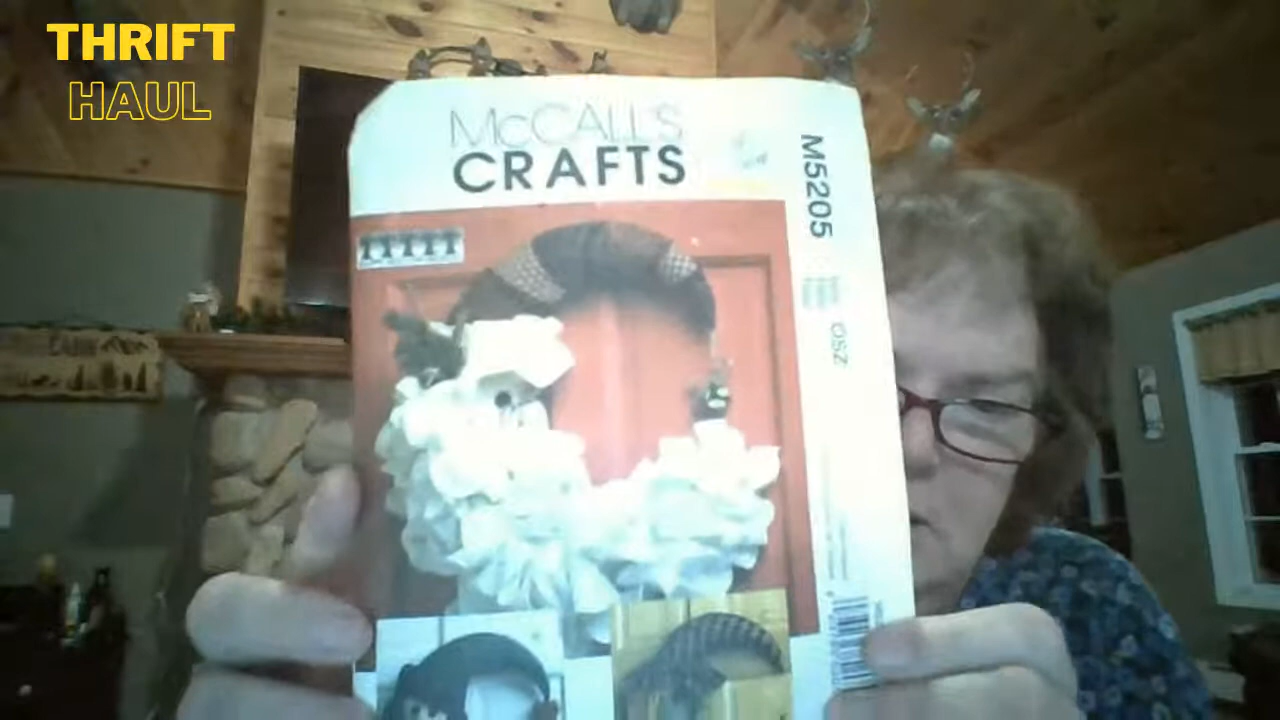 THRIFT
HAUL
McCALL'S
CRAFTS
M5205
OSZ